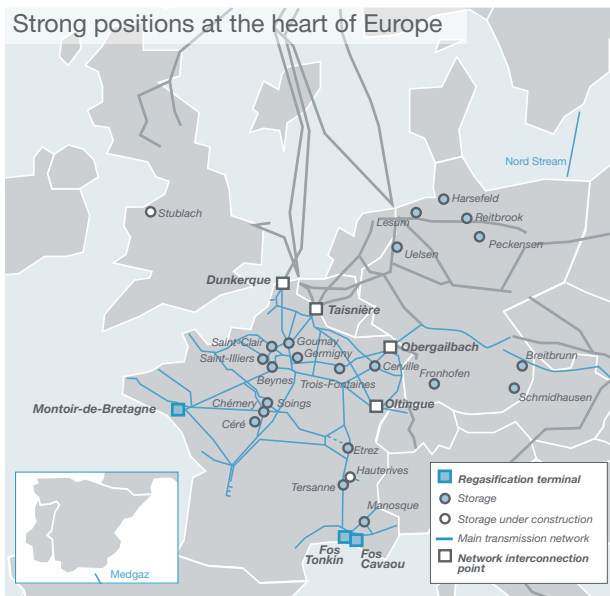 Strong positions at the heart of Europe
Nord Stream
Harsefeld
Lesum
Reitbrook
Stublach
Peckensen
Uelsen
Dunkerque
Taisnière
Saint-Clair
Gournay
Obergailbach
Germigny
Saint-Illiers
Cerville
Breitbrunn
Beynes
Trois-Fontaines
Fronhofen
Schmidhausen
Chémery
Soings
Oltingue
Montoir-de-Bretagne
Céré
Etrez
Hauterives
Tersanne
Manosque
Fos
Tonkin
Fos
Cavaou
Medgaz
Regasification terminal
Storage
Storage under construction
Main transmission network
Network interconnection
point